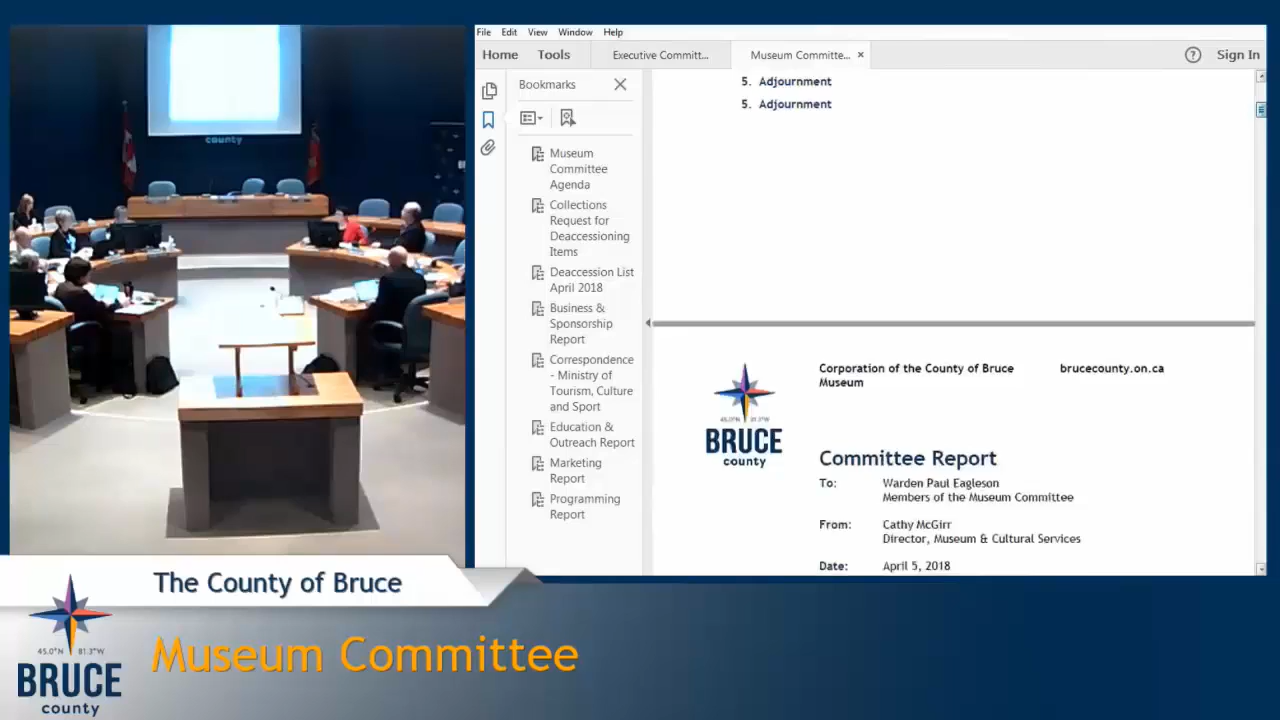 county
File Edit View Window Help
Home Tools Executive Committ... Museum Committe... × ? Sign In
Bookmarks
Museum
Committee
Agenda
Collections
Request for
Deaccessioning
Items
Deaccession List
April 2018
Business &
Sponsorship
Report
Correspondence
- Ministry of
Tourism, Culture
and Sport
Education &
Outreach Report
Marketing
Report
Programming
Report
5. Adjournment
5. Adjournment
45.0°N 81.3°W
BRUCE
county
Corporation of the County of Bruce
Museum
brucecounty.on.ca
Committee Report
To: Warden Paul Eagleson
Members of the Museum Committee
From: Cathy McGirr
Director, Museum & Cultural Services
Date: April 5, 2018
The County of Bruce
Museum Committee
45.0°N 81.3°W
BRUCE
county